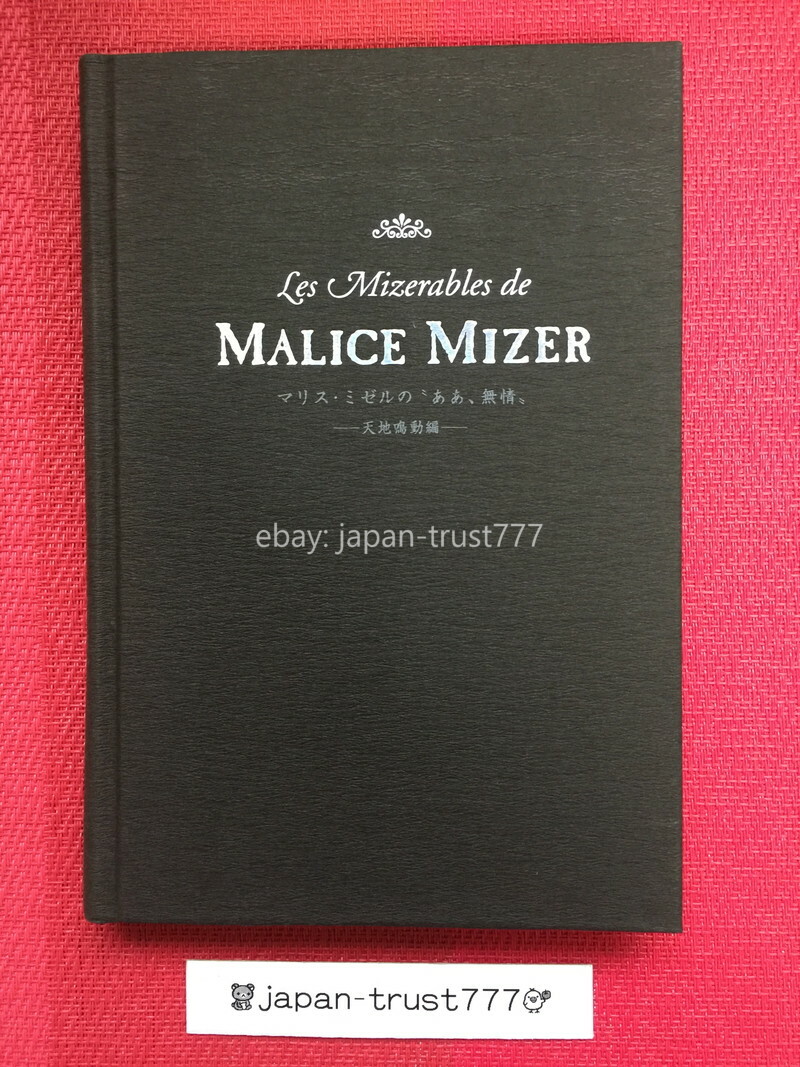 Les Mizerables de
MALICE MIZER
マリス・ミゼルの〝ああ、無情〟
──天地鳴動編──
ebay: japan-trust777
japan-trust777